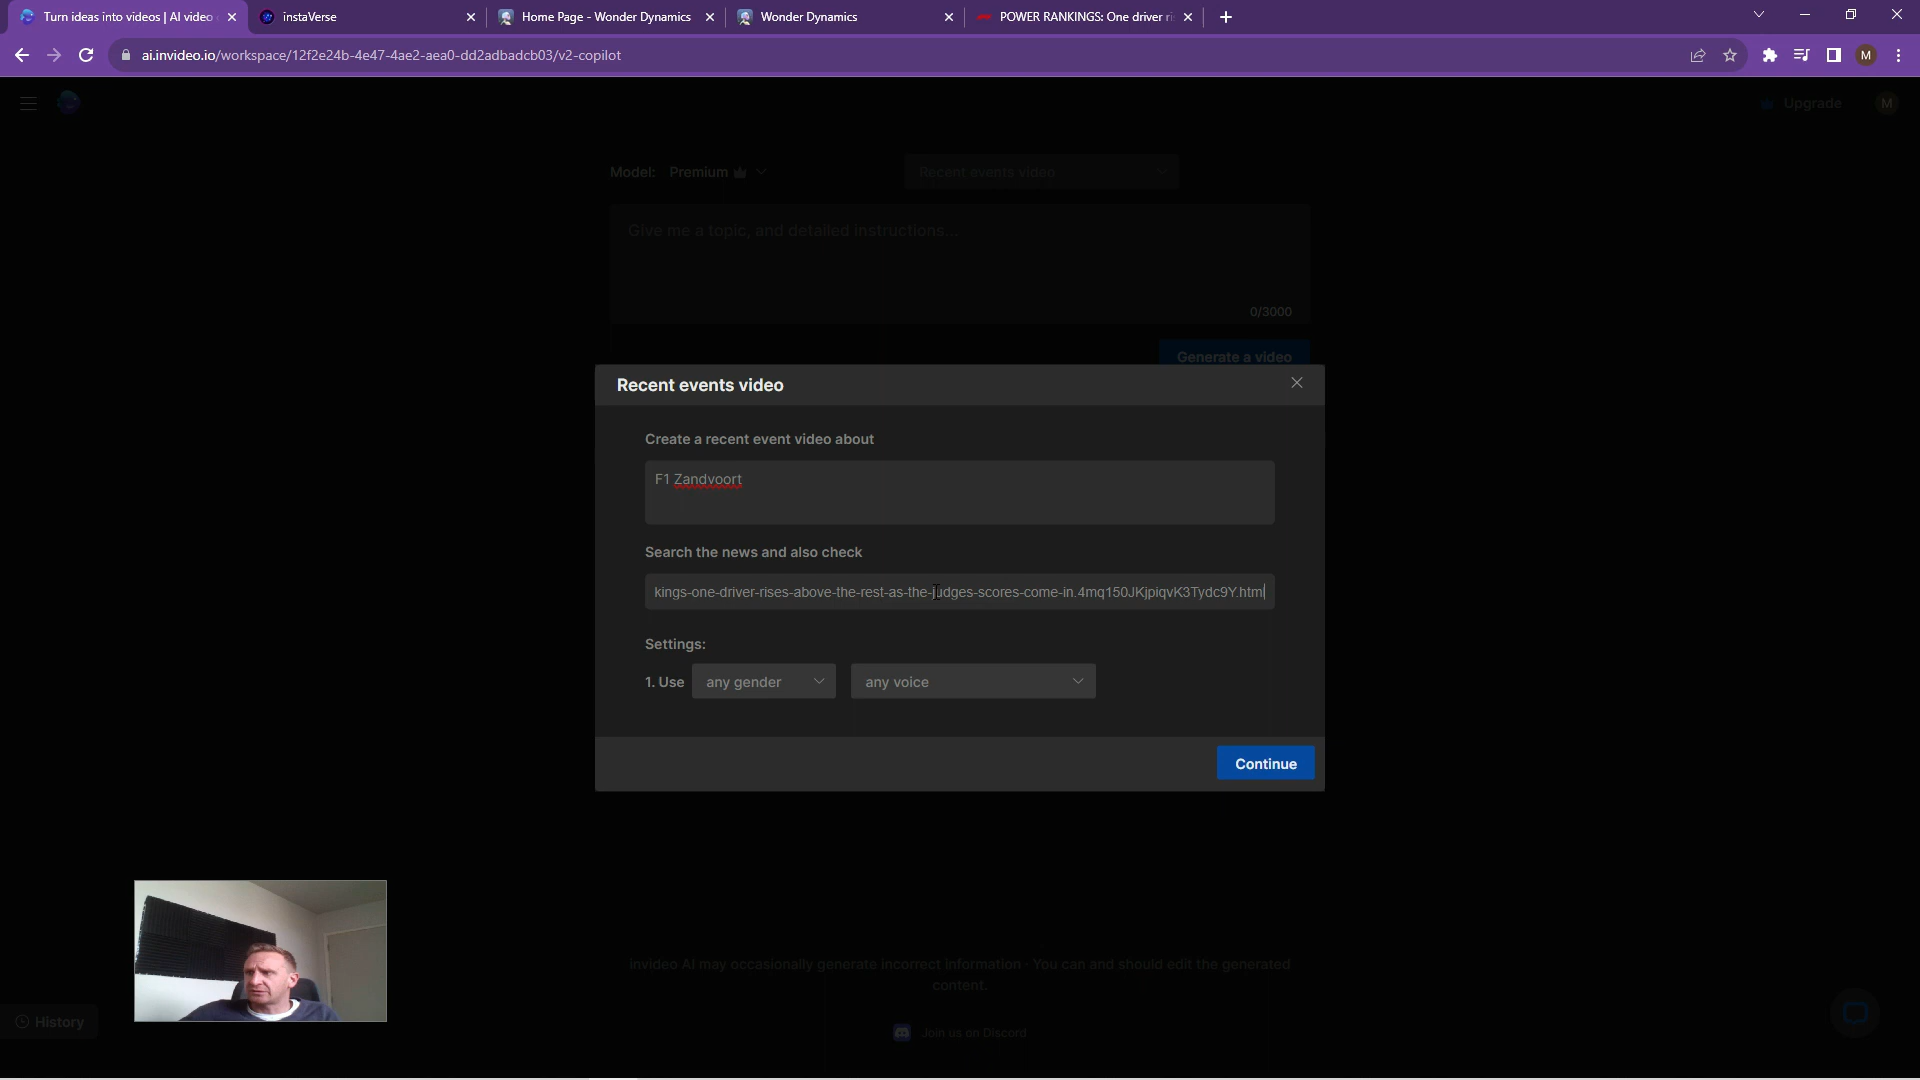 Turn ideas into videos | AI video
instaVerse
Home Page - Wonder Dynamics
Wonder Dynamics
POWER RANKINGS: One driver ri
ai.invideo.io/workspace/12f2e24b-4e47-4ae2-aea0-dd2adbadcb03/v2-copilot
M
Upgrade
M
Model: Premium
Recent events video
Give me a topic, and detailed instructions...
0/3000
Generate a video
Recent events video
Create a recent event video about
F1 Zandvoort
Search the news and also check
kings-one-driver-rises-above-the-rest-as-the-judges-scores-come-in.4mq150JKjpiqvK3Tydc9Y.html
Settings:
1. Use any gender any voice
Continue
invideo AI may occasionally generate incorrect information · You can and should edit the generated
content.
History
Join us on Discord